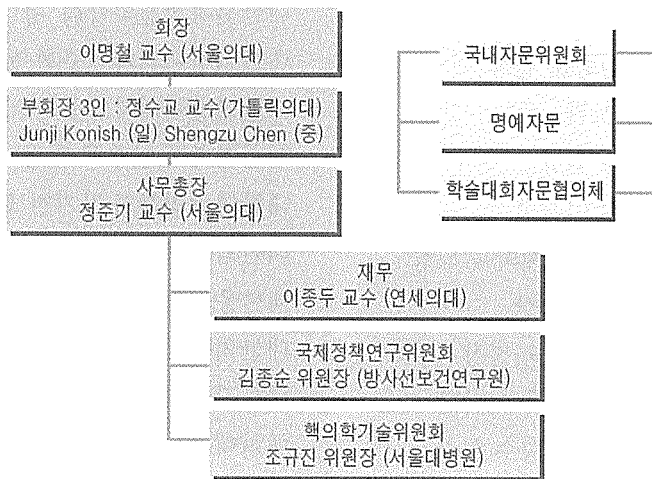 회장
이명철 교수 (서울의대)
부회장 3인 : 정수교 교수(가톨릭의대)
Junji Konish (일) Shengzu Chen (중)
사무총장
정준기 교수 (서울의대)
재무
이종두 교수 (연세의대)
국제정책연구위원회
김종순 위원장 (방사선보건연구원)
핵의학기술위원회
조규진 위원장 (서울대병원)
국내자문위원회
명예자문
학술대회자문협의체